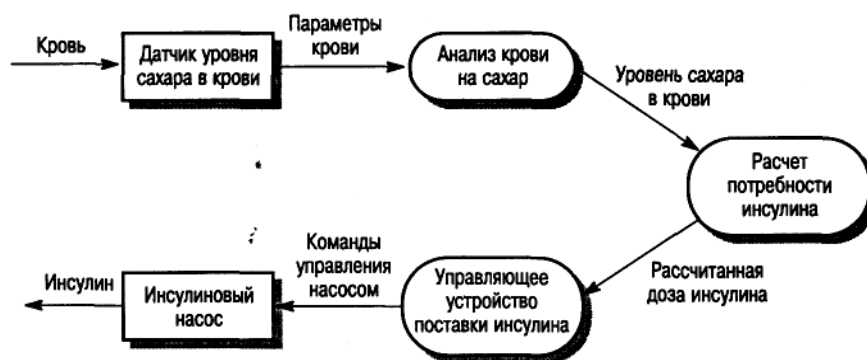 Кровь
Датчик уровня
сахара в крови
Параметры
крови
Анализ крови
на сахар
Уровень сахара
в крови
Расчет
потребности
инсулина
Рассчитанная
доза инсулина
Управляющее
устройство
поставки инсулина
Команды
управления
насосом
Инсулиновый
насос
Инсулин